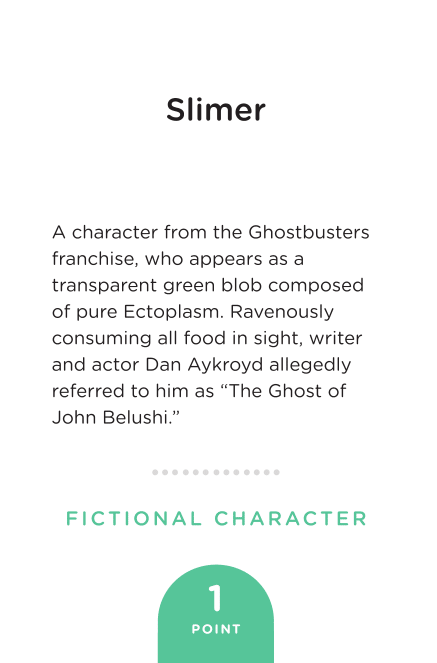 Slimer
A character from the Ghostbusters
franchise, who appears as a
transparent green blob composed
of pure Ectoplasm. Ravenously
consuming all food in sight, writer
and actor Dan Aykroyd allegedly
referred to him as “The Ghost of
John Belushi.”
FICTIONAL CHARACTER
1
POINT